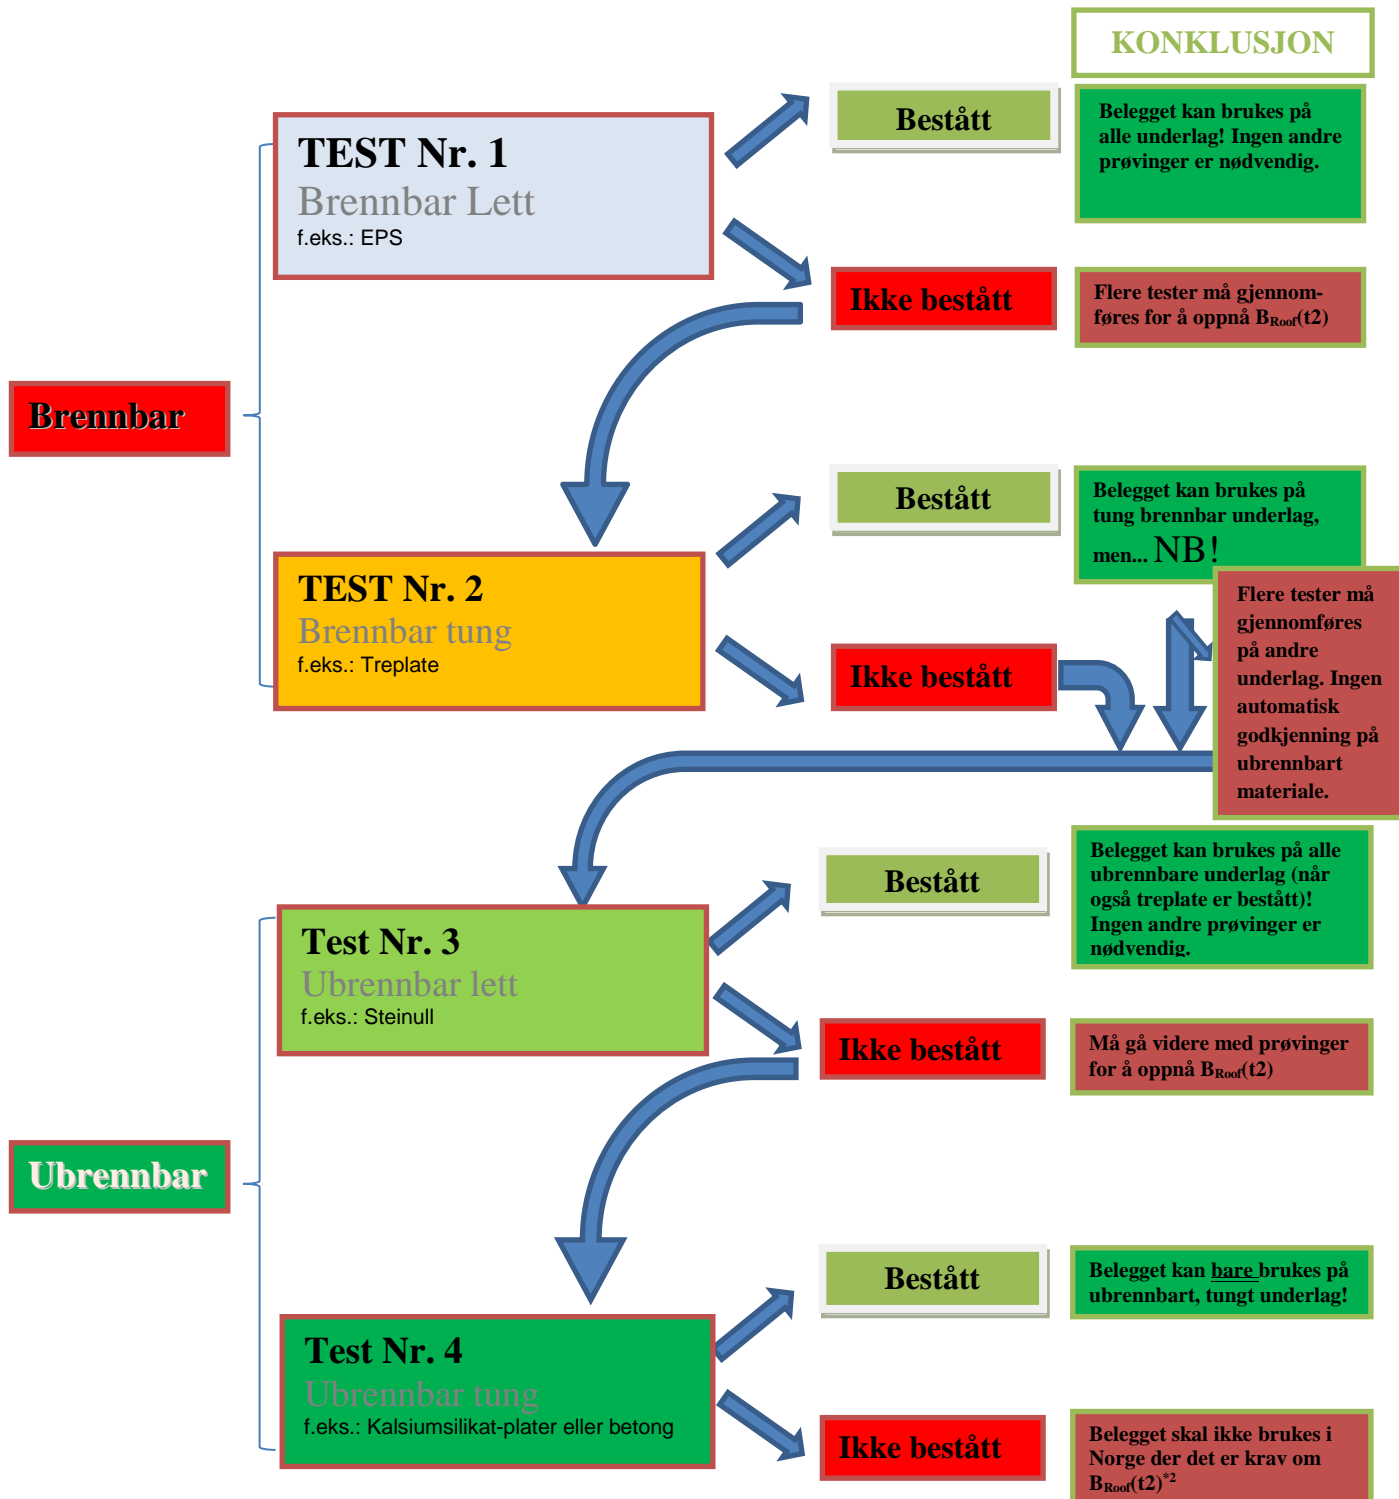 KONKLUSJON
TEST Nr. 1
Brennbar Lett
f.eks.: EPS
Bestått
Belegget kan brukes på
alle underlag! Ingen andre
prøvinger er nødvendig.
Ikke bestått
Flere tester må gjennom-
føres for å oppnå BRoof(t2)
Brennbar
TEST Nr. 2
Brennbar tung
f.eks.: Treplate
Bestått
Belegget kan brukes på
tung brennbar underlag,
men... NB!
Ikke bestått
Flere tester må
gjennomføres
på andre
underlag. Ingen
automatisk
godkjenning på
ubrennbart
materiale.
Test Nr. 3
Ubrennbar lett
f.eks.: Steinull
Bestått
Belegget kan brukes på alle
ubrennbare underlag (når
også treplate er bestått)!
Ingen andre prøvinger er
nødvendig.
Ikke bestått
Må gå videre med prøvinger
for å oppnå BRoof(t2)
Ubrennbar
Test Nr. 4
Ubrennbar tung
f.eks.: Kalsiumsilikat-plater eller betong
Bestått
Belegget kan bare brukes på
ubrennbart, tungt underlag!
Ikke bestått
Belegget skal ikke brukes i
Norge der det er krav om
BRoof(t2)*2